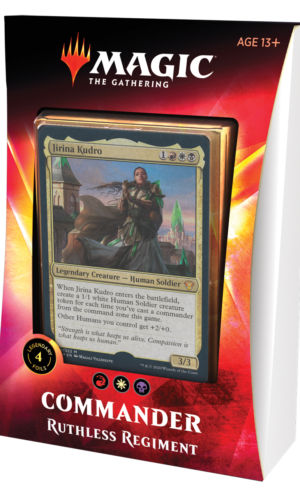 MAGIC
THE GATHERING
AGE 13+
Jirina Kudro
1
Legendary Creature — Human Soldier
When Jirina Kudro enters the battlefield,
create a 1/1 white Human Soldier creature
token for each time you've cast a commander
from the command zone this game.
Other Humans you control get +2/+0.
"Strength is what keeps us alive. Compassion is
what keeps us human."
3/3
LEGENDARY
4
FOILS
COMMANDER
RUTHLESS REGIMENT